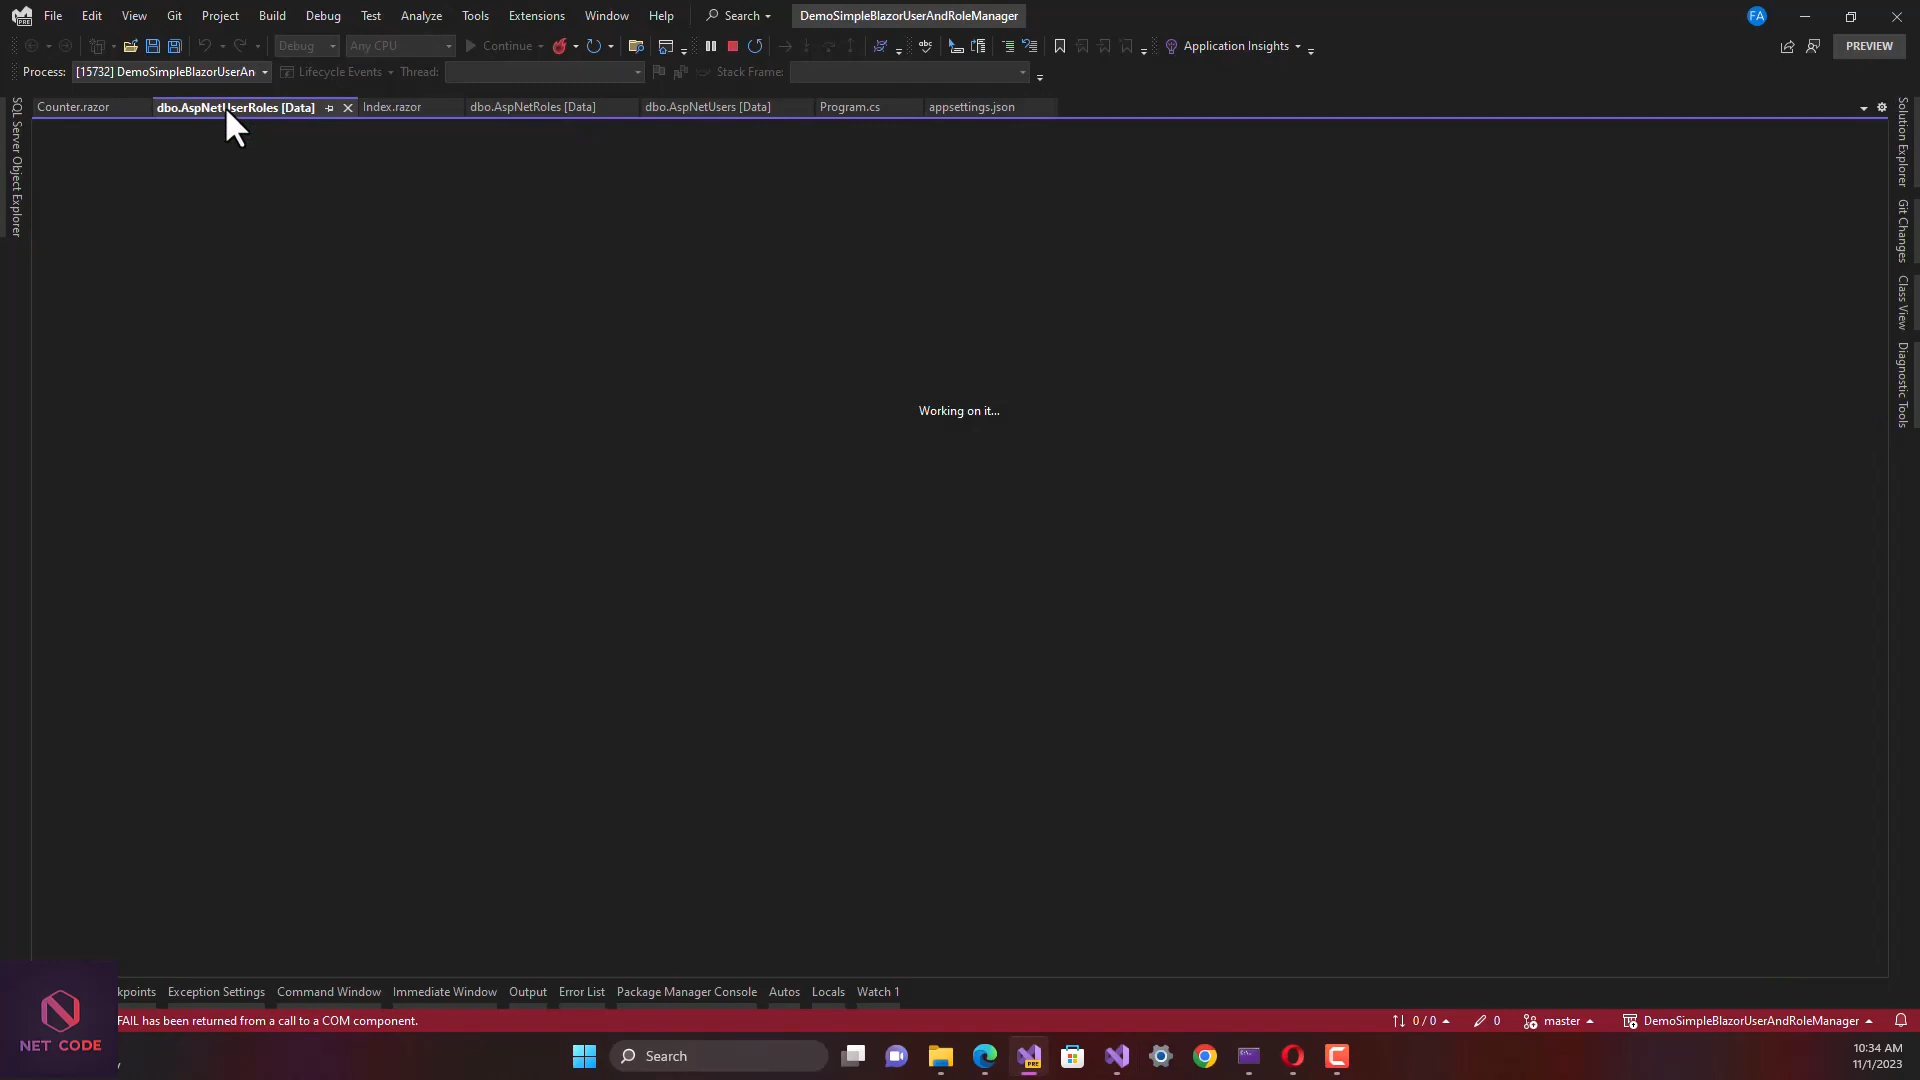 File Edit View Git Project Build Debug Test Analyze Tools Extensions Window Help Search DemoSimpleBlazorUserAndRoleManager FA
Debug Any CPU Continue Application Insights PREVIEW
Process: [15732] DemoSimpleBlazorUserAn Lifecycle Events Thread: Stack Frame:
Counter.razor dbo.AspNetUserRoles [Data] Index.razor dbo.AspNetRoles [Data] dbo.AspNetUsers [Data] Program.cs appsettings.json
SQL Server Object Explorer
Solution Explorer
Git Changes
Class View
Diagnostic Tools
Working on it...
kpoints Exception Settings Command Window Immediate Window Output Error List Package Manager Console Autos Locals Watch 1
FAIL has been returned from a call to a COM component. 0 / 0 0 master DemoSimpleBlazorUserAndRoleManager
NET CODE
Search
PRE
10:34 AM
11/1/2023